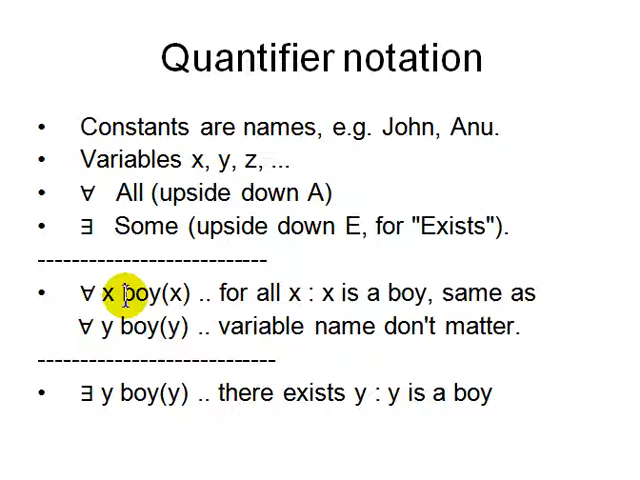 Quantifier notation
• Constants are names, e.g. John, Anu.
• Variables x, y, z, ...
• ∀ All (upside down A)
• ∃ Some (upside down E, for "Exists").
---------------------------
• ∀ x boy(x) .. for all x : x is a boy, same as
∀ y boy(y) .. variable name don't matter.
----------------------------
• ∃ y boy(y) .. there exists y : y is a boy